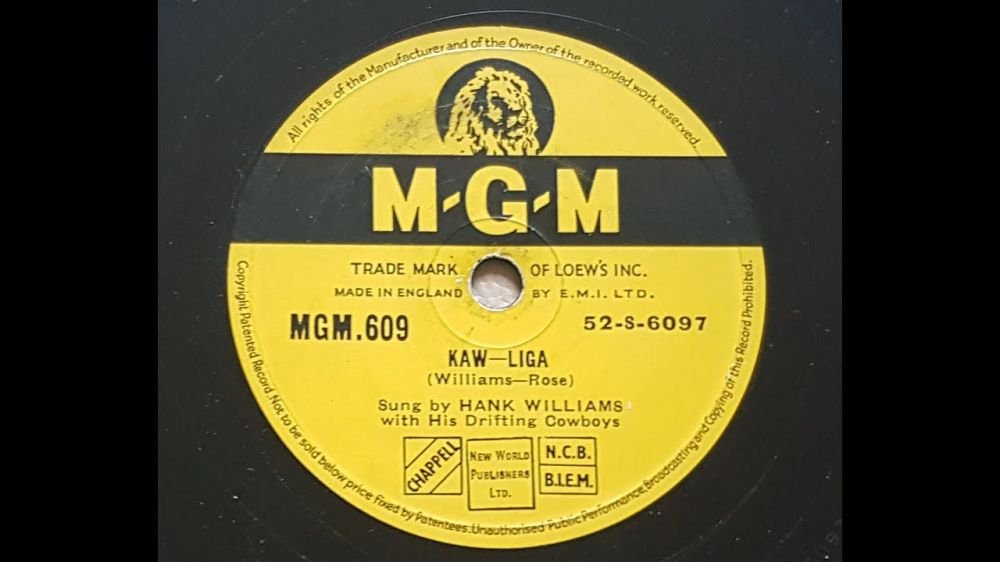 All rights of the Manufacturer and of the Owner of the recorded work reserved.
M-G-M
TRADE MARK OF LOEW'S INC.
MADE IN ENGLAND BY E.M.I. LTD.
MGM.609 52-S-6097
KAW—LIGA
(Williams—Rose)
Sung by HANK WILLIAMS
with His Drifting Cowboys
CHAPPELL
NEW WORLD
PUBLISHERS
LTD.
N.C.B.
B.I.E.M.
Copyright Patented Record. Not to be sold below price fixed by Patentees. Unauthorised Public Performance, Broadcasting and Copying of this Record Prohibited.